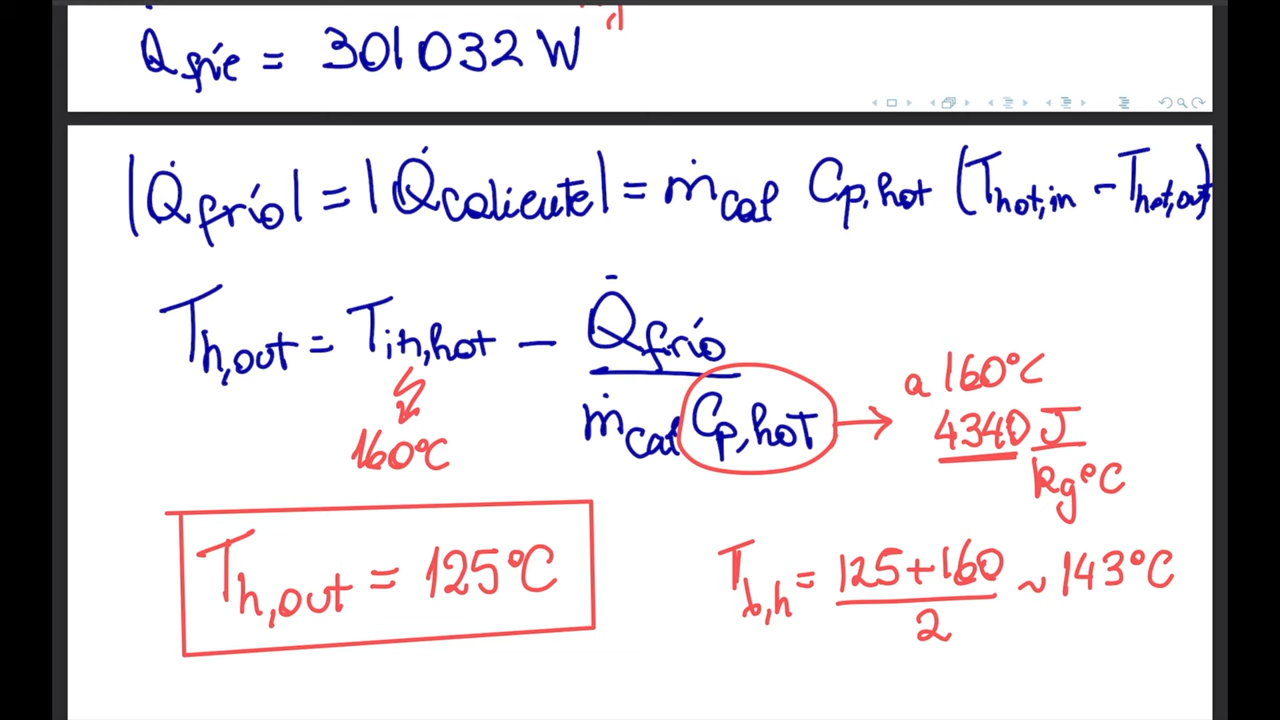 Q̇frío = 301032 W
|Q̇frío| = |Q̇caliente| = ṁcal Cp,hot (Thot,in - Thot,out)
Th,out = Tin,hot - Q̇frío / ṁcal Cp,hot
160°C
a 160°C
4340 J / kg°C
Th,out = 125°C
Tb,h = 125+160 / 2 ~ 143°C